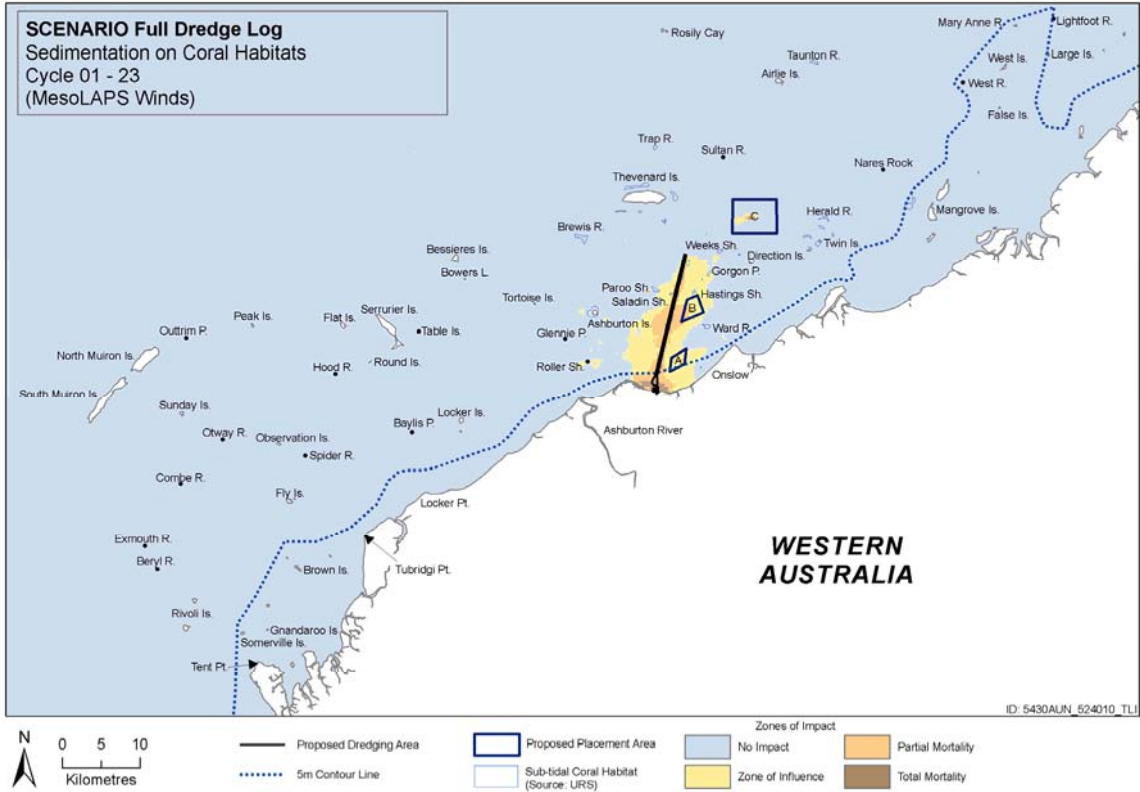 SCENARIO Full Dredge Log
Sedimentation on Coral Habitats
Cycle 01 - 23
(MesoLAPS Winds)
Rosily Cay
Mary Anne R.
Lightfoot R.
Taunton R.
West Is.
Large Is.
Airlie Is.
West R.
False Is.
Trap R.
Sultan R.
Nares Rock
Thevenard Is.
C
Herald R.
Mangrove Is.
Brewis R.
Weeks Sh.
Twin Is.
Bessieres Is.
Direction Is.
Bowers L.
Gorgon P.
Paroo Sh.
Hastings Sh.
Tortoise Is.
Saladin Sh.
B
Serrurier Is.
Peak Is.
Flat Is.
Ashburton Is.
Ward R.
Outtrim P.
Table Is.
Glennie P.
North Muiron Is.
Round Is.
A
Hood R.
Roller Sh.
Onslow
South Muiron Is.
Sunday Is.
Locker Is.
Baylis P.
Ashburton River
Otway R.
Observation Is.
Spider R.
Combe R.
Fly Is.
Locker Pt.
Exmouth R.
WESTERN
AUSTRALIA
Beryl R.
Brown Is.
Tubridgi Pt.
Rivoli Is.
Gnandaroo Is.
Somerville Is.
Tent Pt.
ID: 5430AUN_524010_TLI
N
0 5 10
Kilometres
Proposed Dredging Area
5m Contour Line
Proposed Placement Area
Sub-tidal Coral Habitat
(Source: URS)
Zones of Impact
No Impact
Partial Mortality
Zone of Influence
Total Mortality